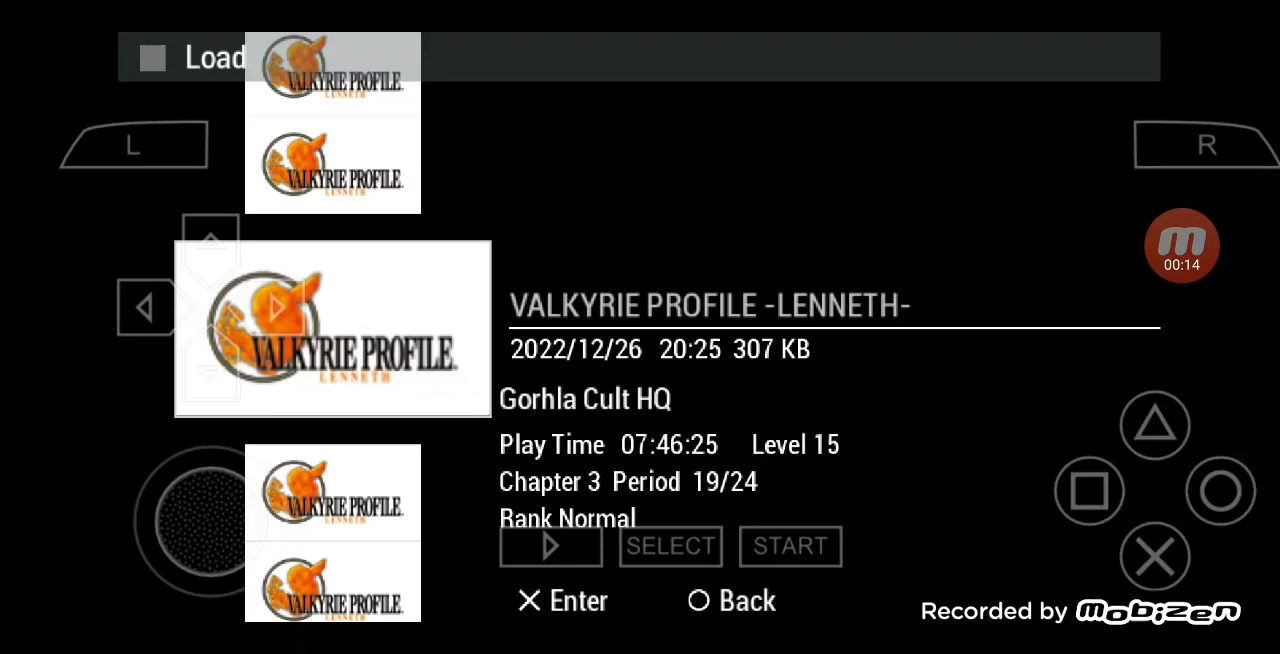 Load
VALKYRIE PROFILE.
LENNETH
VALKYRIE PROFILE.
LENNETH
L
R
00:14
VALKYRIE PROFILE.
LENNETH
VALKYRIE PROFILE -LENNETH-
2022/12/26 20:25 307 KB
Gorhla Cult HQ
Play Time 07:46:25 Level 15
Chapter 3 Period 19/24
Rank Normal
VALKYRIE PROFILE.
LENNETH
SELECT START
VALKYRIE PROFILE.
LENNETH
Enter Back
Recorded by mobizen